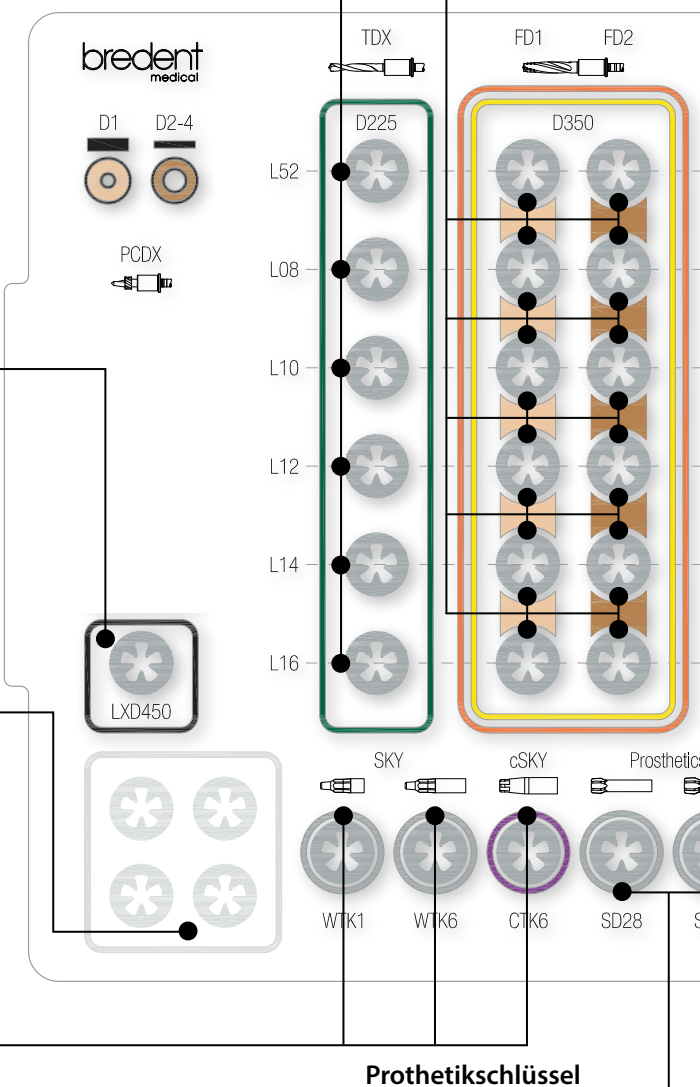 bredent
medical
TDX
FD1
FD2
D1
D2-4
D225
D350
L52
PCDX
L08
L10
L12
L14
L16
LXD450
SKY
cSKY
Prosthetics
WTK1
WTK6
CTK6
SD28
S
Prothetikschlüssel